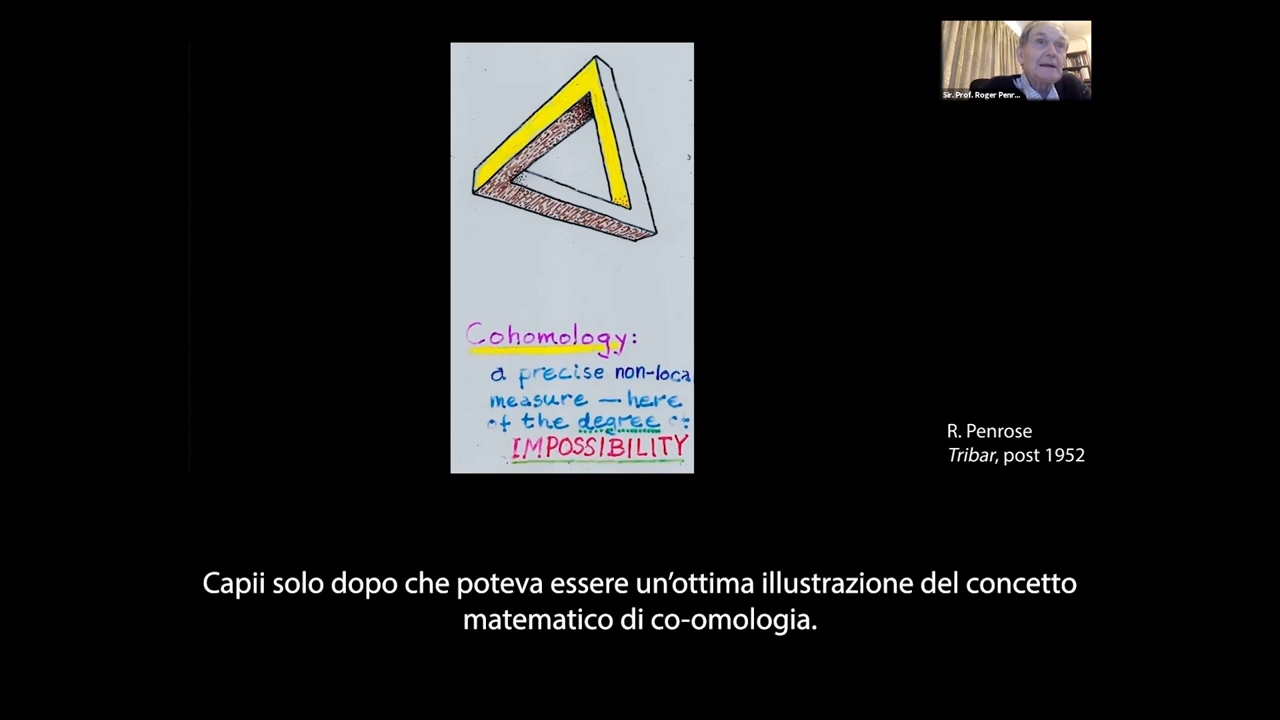 Sir. Prof. Roger Penr...
Cohomology:
a precise non-loca
measure — here
of the degree
IMPOSSIBILITY
R. Penrose
Tribar, post 1952
Capii solo dopo che poteva essere un'ottima illustrazione del concetto
matematico di co-omologia.